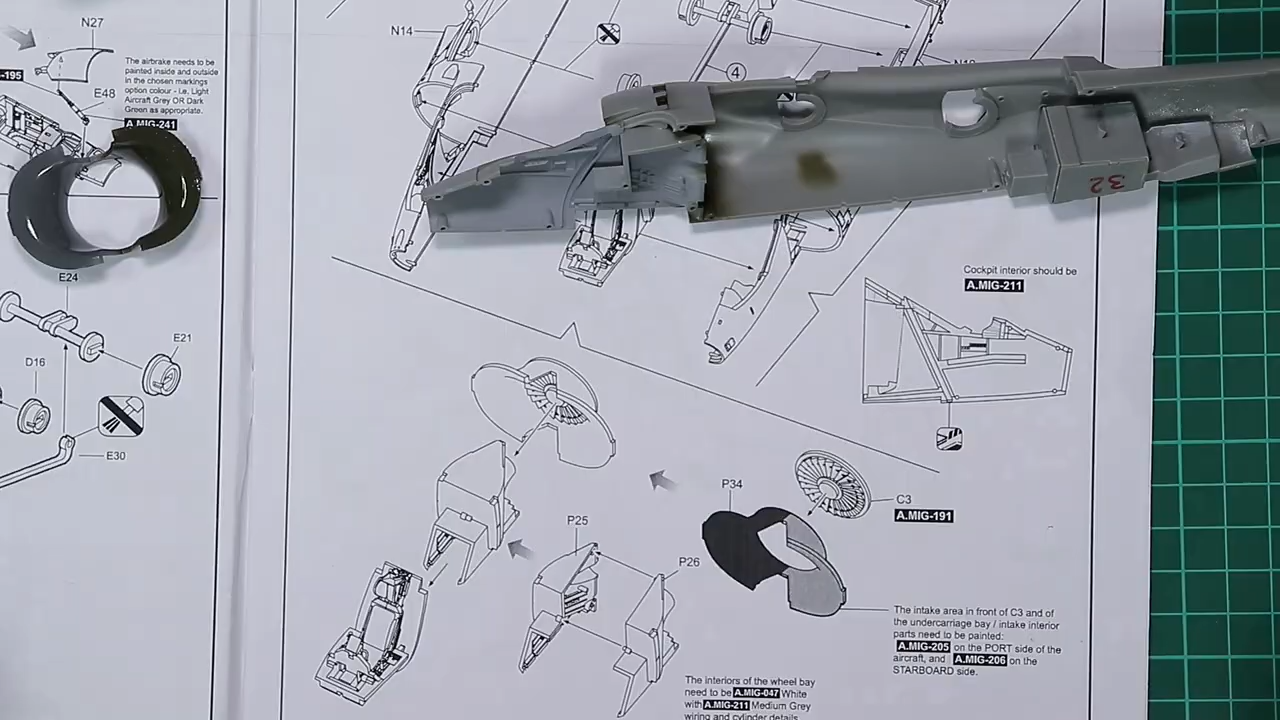 N27
-195
The airbrake needs to be
painted inside and outside
in the chosen markings
option colour - i.e. Light
Aircraft Grey OR Dark
Green as appropriate.
A.MIG-241
E48
E24
E21
D16
E30
N14
4
32
Cockpit interior should be
A.MIG-211
P34
C3
A.MIG-191
P25
P26
The intake area in front of C3 and of
the undercarriage bay / intake interior
parts need to be painted:
A.MIG-205 on the PORT side of the
aircraft, and A.MIG-206 on the
STARBOARD side.
The interiors of the wheel bay
need to be A.MIG-047 White
with A.MIG-211 Medium Grey
wiring and cylinder details